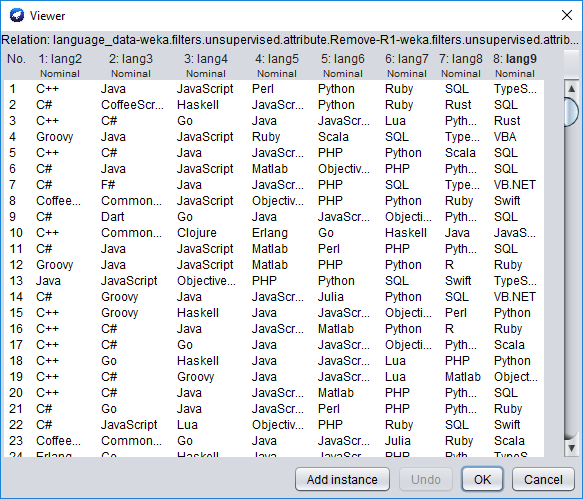 Viewer
Relation: language_data-weka.filters.unsupervised.attribute.Remove-R1-weka.filters.unsupervised.attrib...
No. 1: lang2 2: lang3 3: lang4 4: lang5 5: lang6 6: lang7 7: lang8 8: lang9
Nominal Nominal Nominal Nominal Nominal Nominal Nominal Nominal
1 C++ Java JavaScript Perl Python Ruby SQL TypeS...
2 C# CoffeeScr... Haskell JavaScr... Python Ruby Rust SQL
3 C++ C# Go Java JavaScr... Lua Pyth... Rust
4 Groovy Java JavaScript Ruby Scala SQL Type... VBA
5 C++ C# Java JavaScr... PHP Python Scala SQL
6 C# Java JavaScript Matlab Objectiv... PHP Pyth... SQL
7 C# F# Java JavaScr... PHP SQL Type... VB.NET
8 Coffee... Common... JavaScript Objectiv... PHP Python Ruby Swift
9 C# Dart Go Java JavaScr... Objecti... Pyth... SQL
10 C++ Common... Clojure Erlang Go Haskell Java JavaS...
11 C# Java JavaScript Matlab Perl PHP Pyth... SQL
12 Groovy Java JavaScript Matlab PHP Python R Ruby
13 Java JavaScript Objective... PHP Python SQL Swift TypeS...
14 C# Groovy Java JavaScr... Julia Python SQL VB.NET
15 C++ Groovy Haskell Java JavaScr... Objecti... Perl Python
16 C++ C# Java JavaScr... Matlab Python R Ruby
17 C++ C# Go Java JavaScr... Objecti... Pyth... Scala
18 C++ Go Haskell Java JavaScr... Lua PHP Python
19 C++ C# Groovy Java JavaScr... Lua Matlab Object...
20 C++ C# Java JavaScr... Matlab PHP Pyth... SQL
21 C# Go Java JavaScr... Perl PHP Pyth... Ruby
22 C# JavaScript Lua Objectiv... PHP Ruby SQL Swift
23 Coffee... Common... Go Java JavaScr... Julia Ruby Scala
24 Erlang Go Haskell Java JavaScr... PHP Pyth... Scala
Add instance Undo OK Cancel